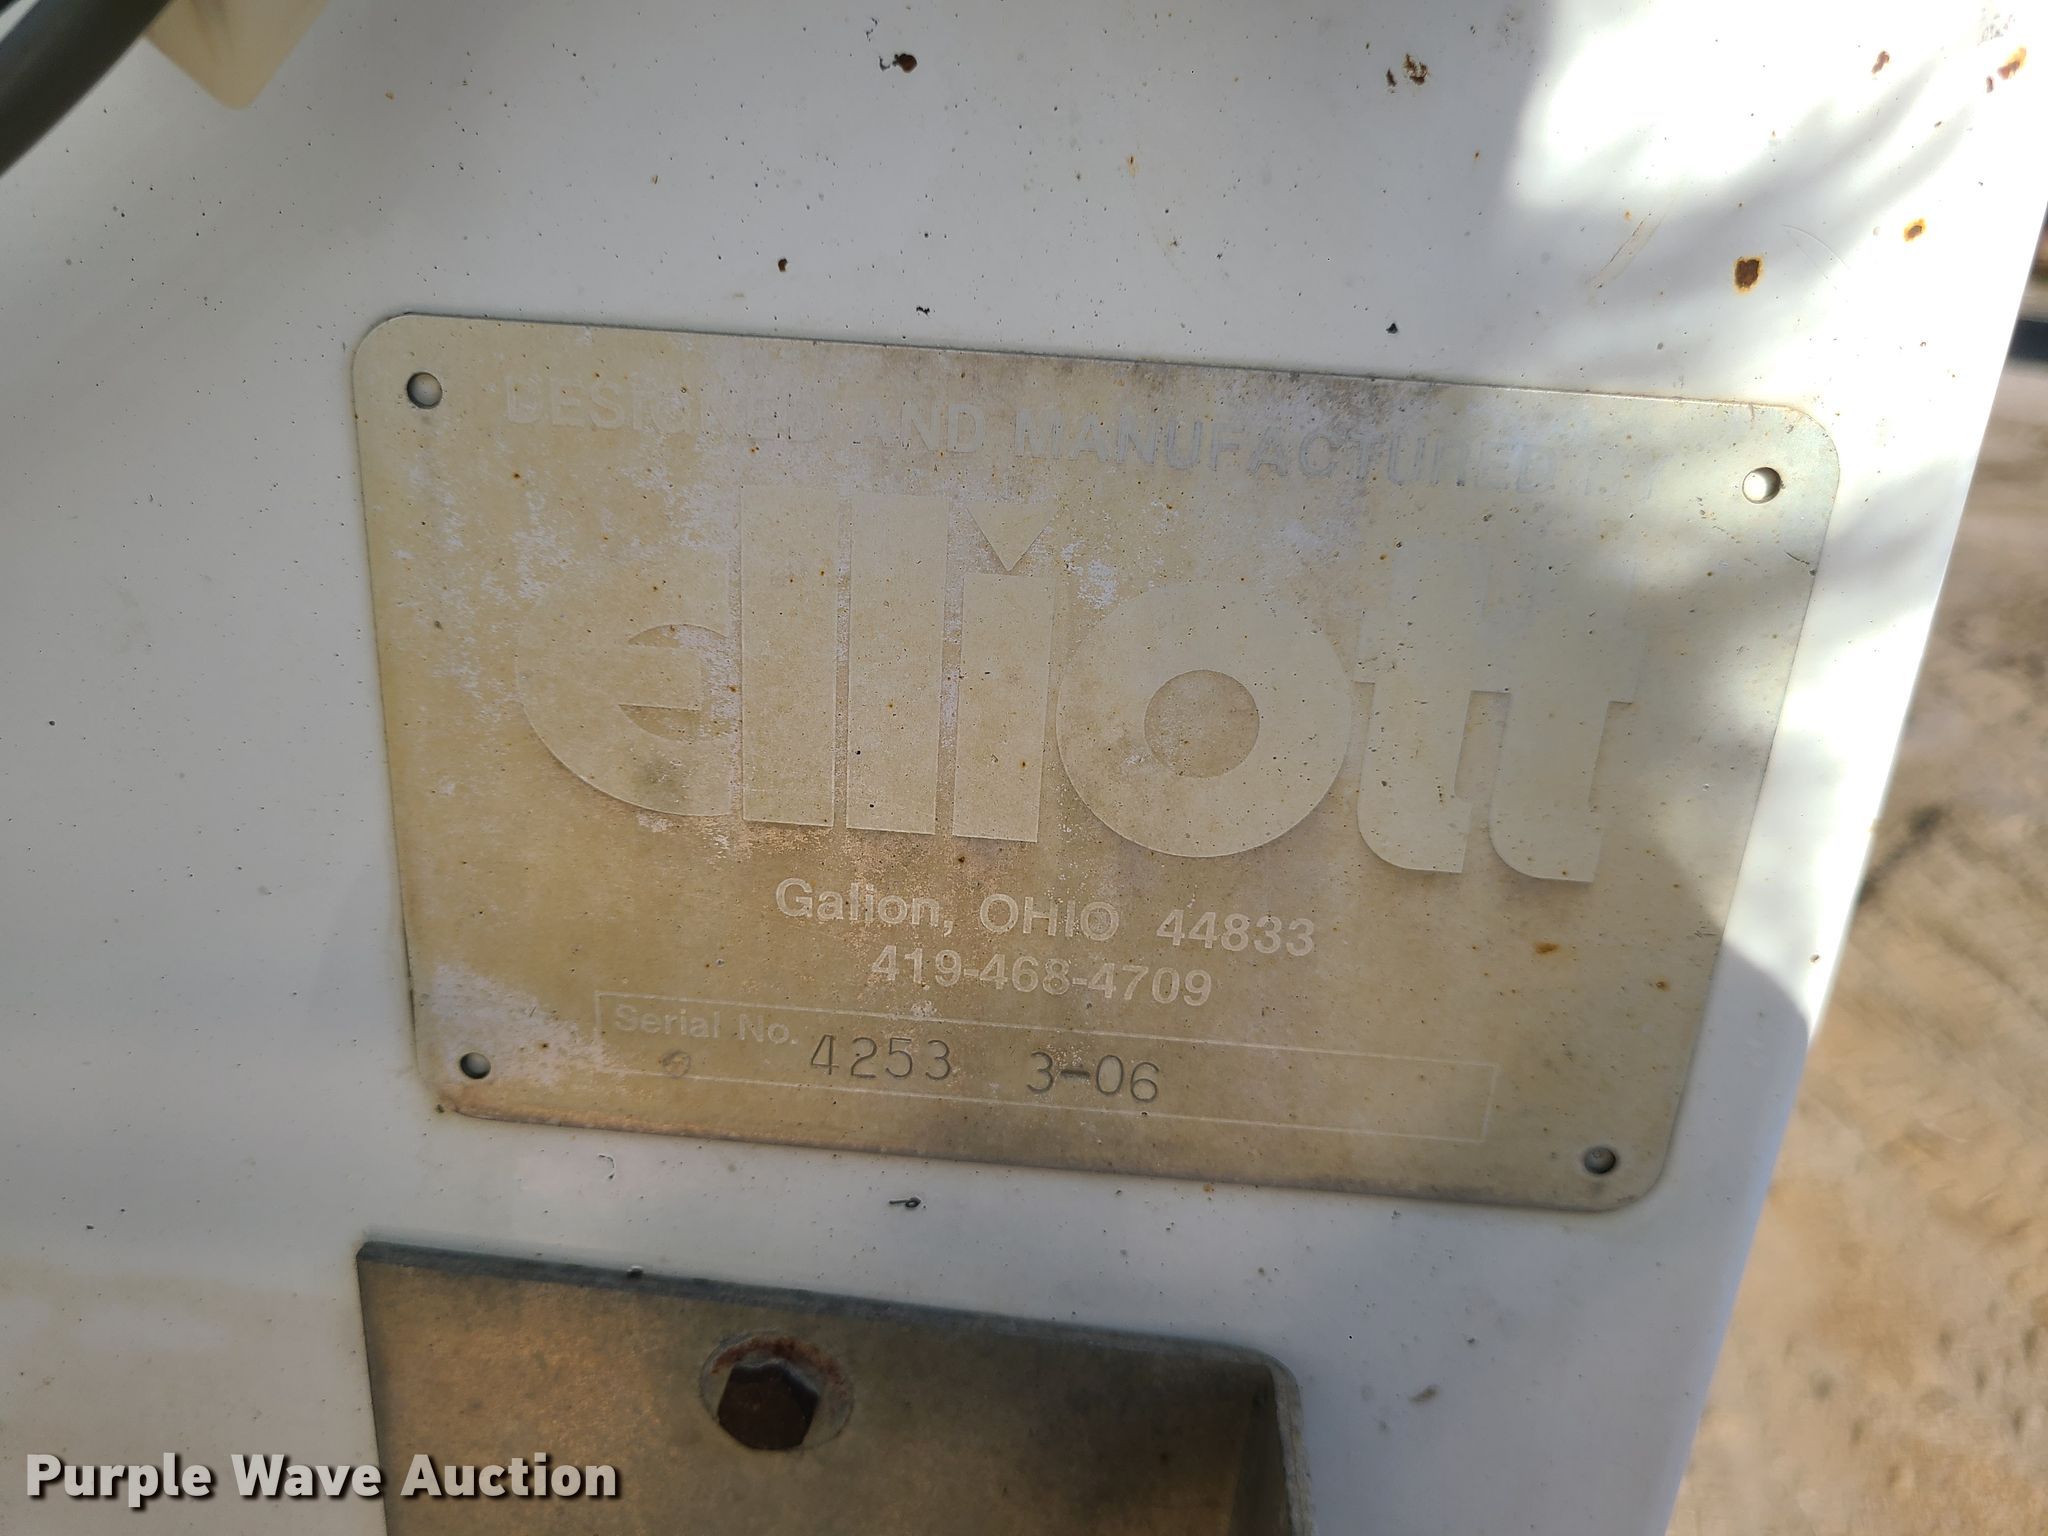 DESIGNED AND MANUFACTURED BY
elliott
Galion, OHIO 44833
419-468-4709
Serial No. 4253 3-06
Purple Wave Auction